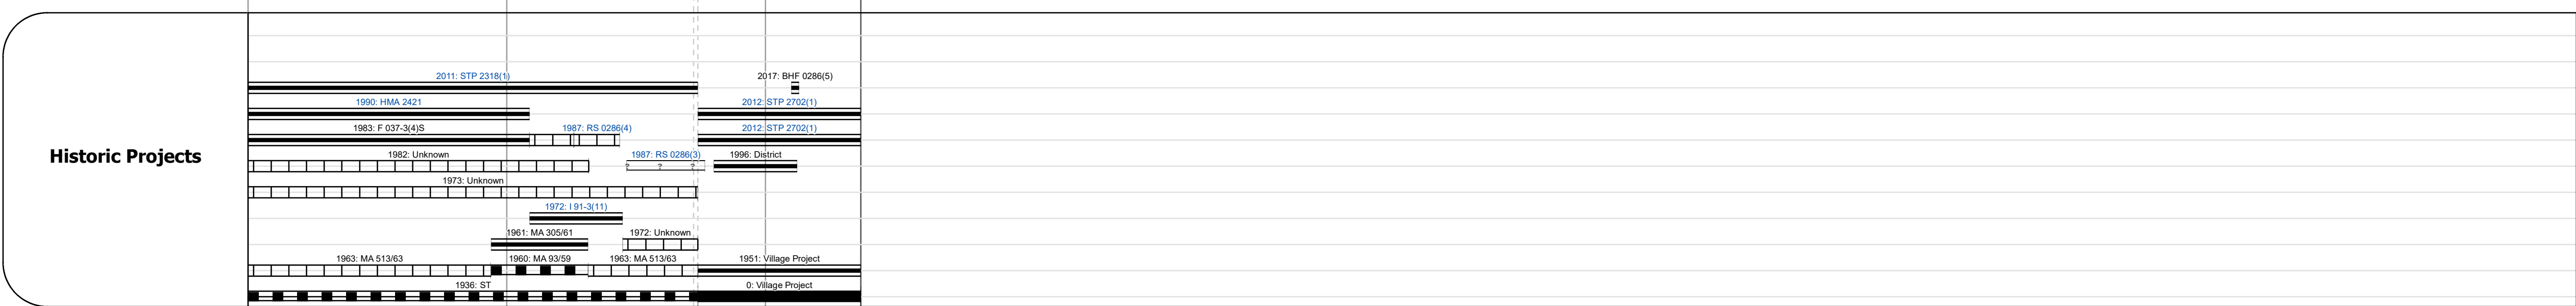 2011: STP 2318(1)
2017: BHF 0286(5)
1990: HMA 2421
2012: STP 2702(1)
1983: F 037-3(4)S
1987: RS 0286(4)
2012: STP 2702(1)
Historic Projects
1982: Unknown
1987: RS 0286(3)
1996: District
? ? ?
1973: Unknown
1972: I 91-3(11)
1961: MA 305/61
1972: Unknown
1963: MA 513/63
1960: MA 93/59
1963: MA 513/63
1951: Village Project
1936: ST
0: Village Project